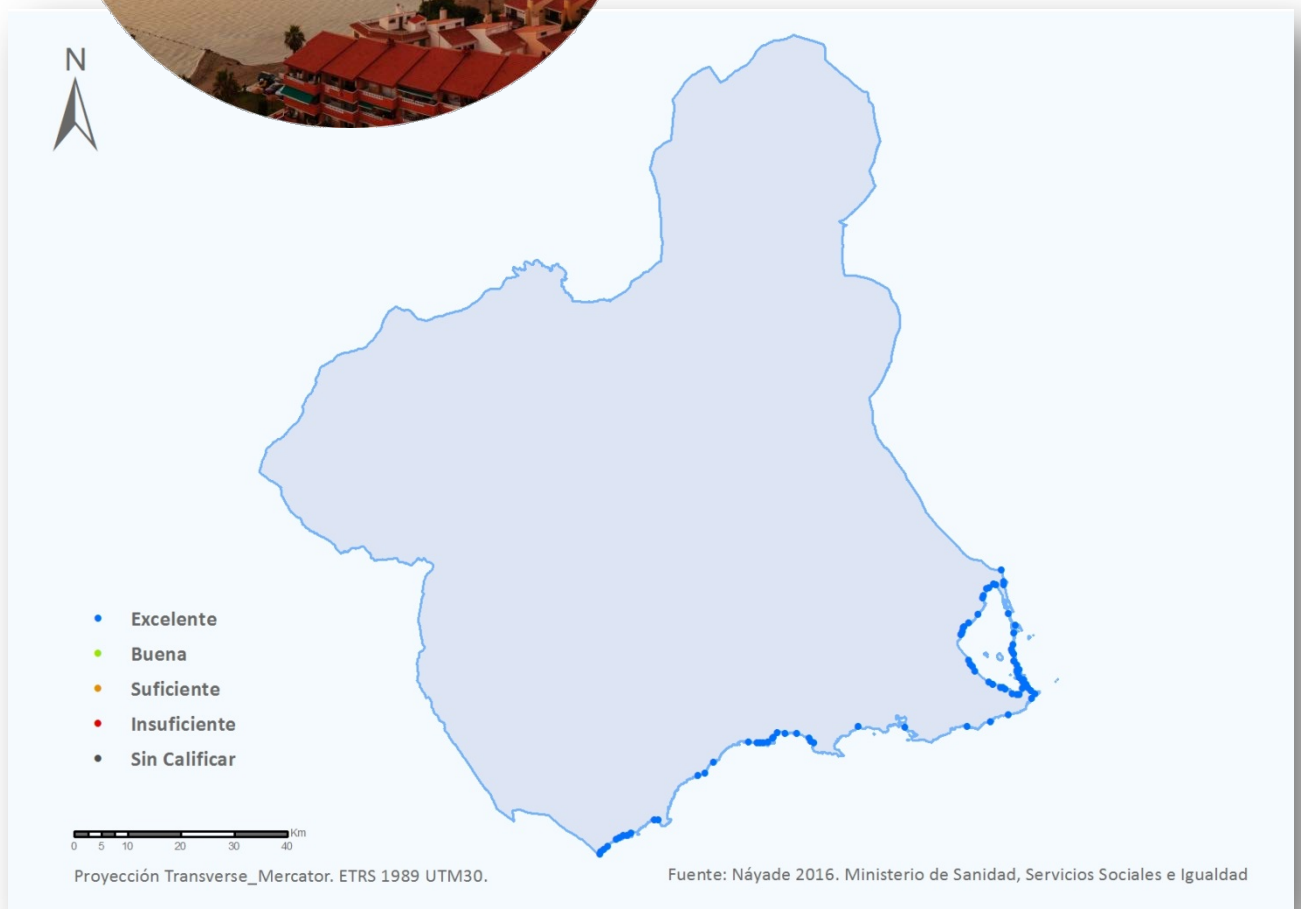 N
Excelente
Buena
Suficiente
Insuficiente
Sin Calificar
Km
0 5 10 20 30 40
Proyección Transverse_Mercator. ETRS 1989 UTM30.
Fuente: Náyade 2016. Ministerio de Sanidad, Servicios Sociales e Igualdad